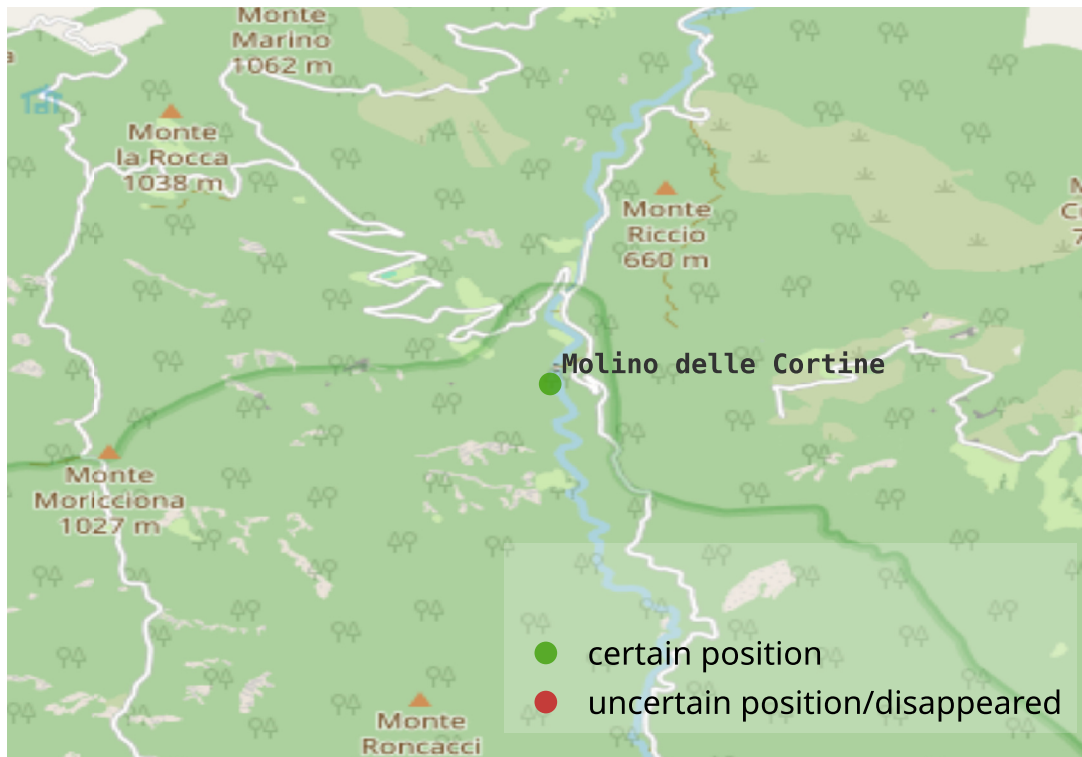 Monte
Marino
1062 m
a
Monte
la Rocca
1038 m
Monte
Riccio
660 m
M
7
Molino delle Cortine
Monte
Moricciona
1027 m
certain position
uncertain position/disappeared
Monte
Roncacci